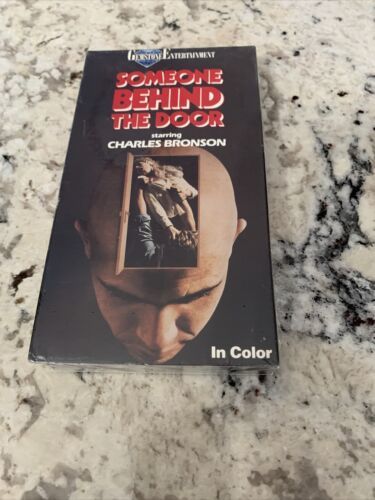 GEMSTONE ENTERTAINMENT
SOMEONE
BEHIND
THE DOOR
starring
CHARLES BRONSON
In Color